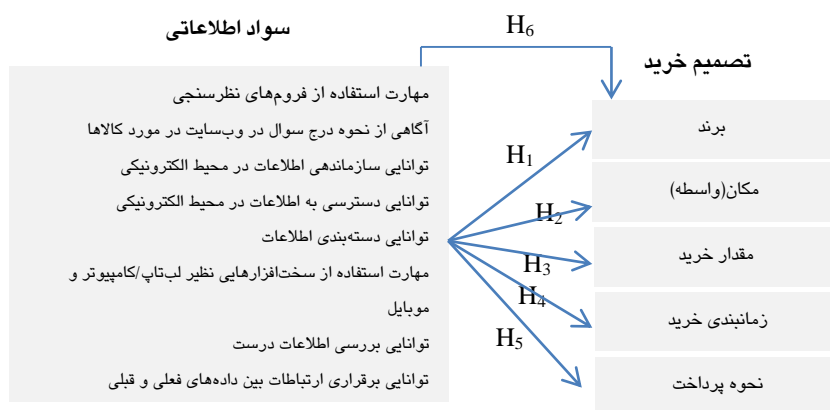 سواد اطلاعاتی
مهارت استفاده از فروم‌های نظرسنجی
آگاهی از نحوه درج سوال در وب‌سایت در مورد کالاها
توانایی سازماندهی اطلاعات در محیط الکترونیکی
توانایی دسترسی به اطلاعات در محیط الکترونیکی
توانایی دسته‌بندی اطلاعات
مهارت استفاده از سخت‌افزارهایی نظیر لب‌تاپ/کامپیوتر و
موبایل
توانایی بررسی اطلاعات درست
توانایی برقراری ارتباطات بین داده‌های فعلی و قبلی
H6
H1
H2
H3
H4
H5
تصمیم خرید
برند
مکان(واسطه)
مقدار خرید
زمانبندی خرید
نحوه پرداخت